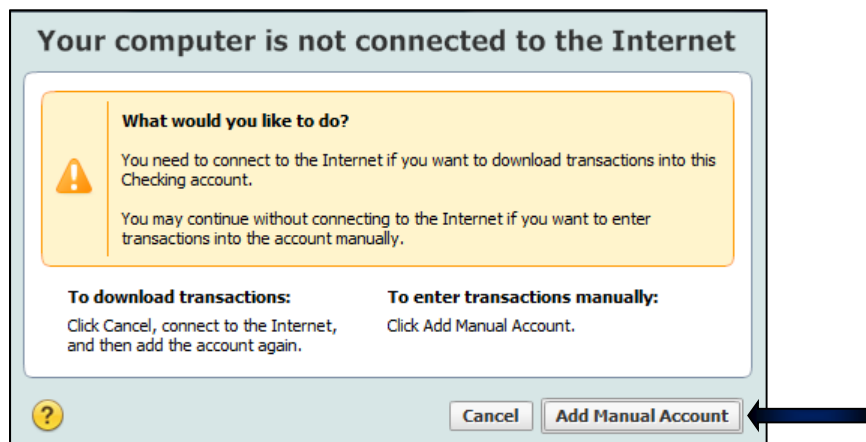 Your computer is not connected to the Internet
What would you like to do?
You need to connect to the Internet if you want to download transactions into this
Checking account.
You may continue without connecting to the Internet if you want to enter
transactions into the account manually.
To download transactions:
Click Cancel, connect to the Internet,
and then add the account again.
To enter transactions manually:
Click Add Manual Account.
?
Cancel
Add Manual Account